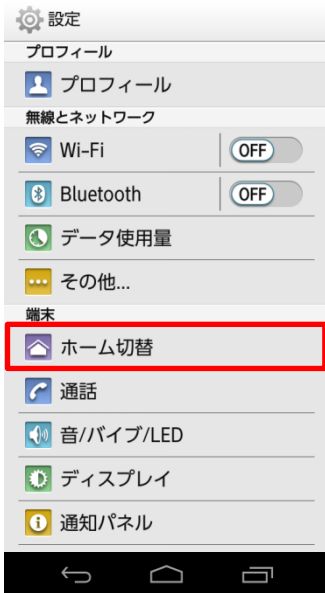 設定
プロフィール
プロフィール
無線とネットワーク
Wi-Fi OFF
Bluetooth OFF
データ使用量
その他...
端末
ホーム切替
通話
音/バイブ/LED
ディスプレイ
通知パネル